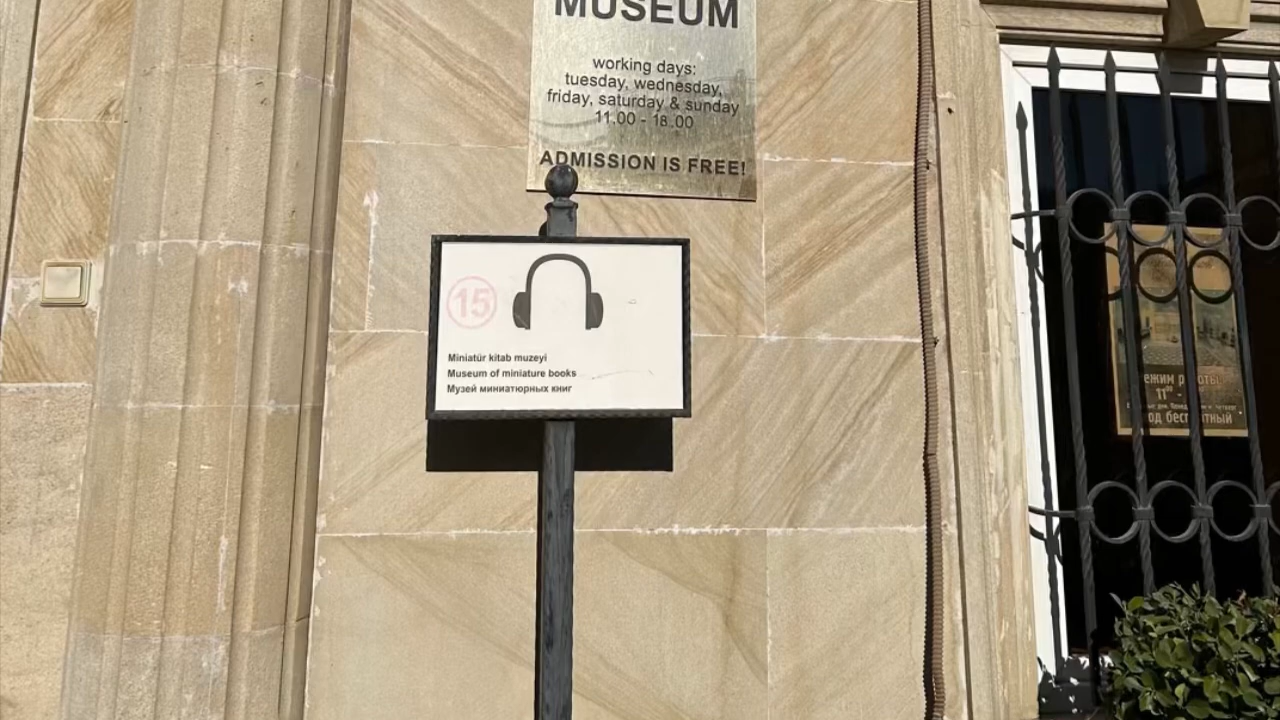 MUSEUM
working days:
tuesday, wednesday,
friday, saturday & sunday
11.00 - 18.00
ADMISSION IS FREE!
15
Miniatür kitab muzeyi
Museum of miniature books
Музей миниатюрных книг
11⁰⁰ -